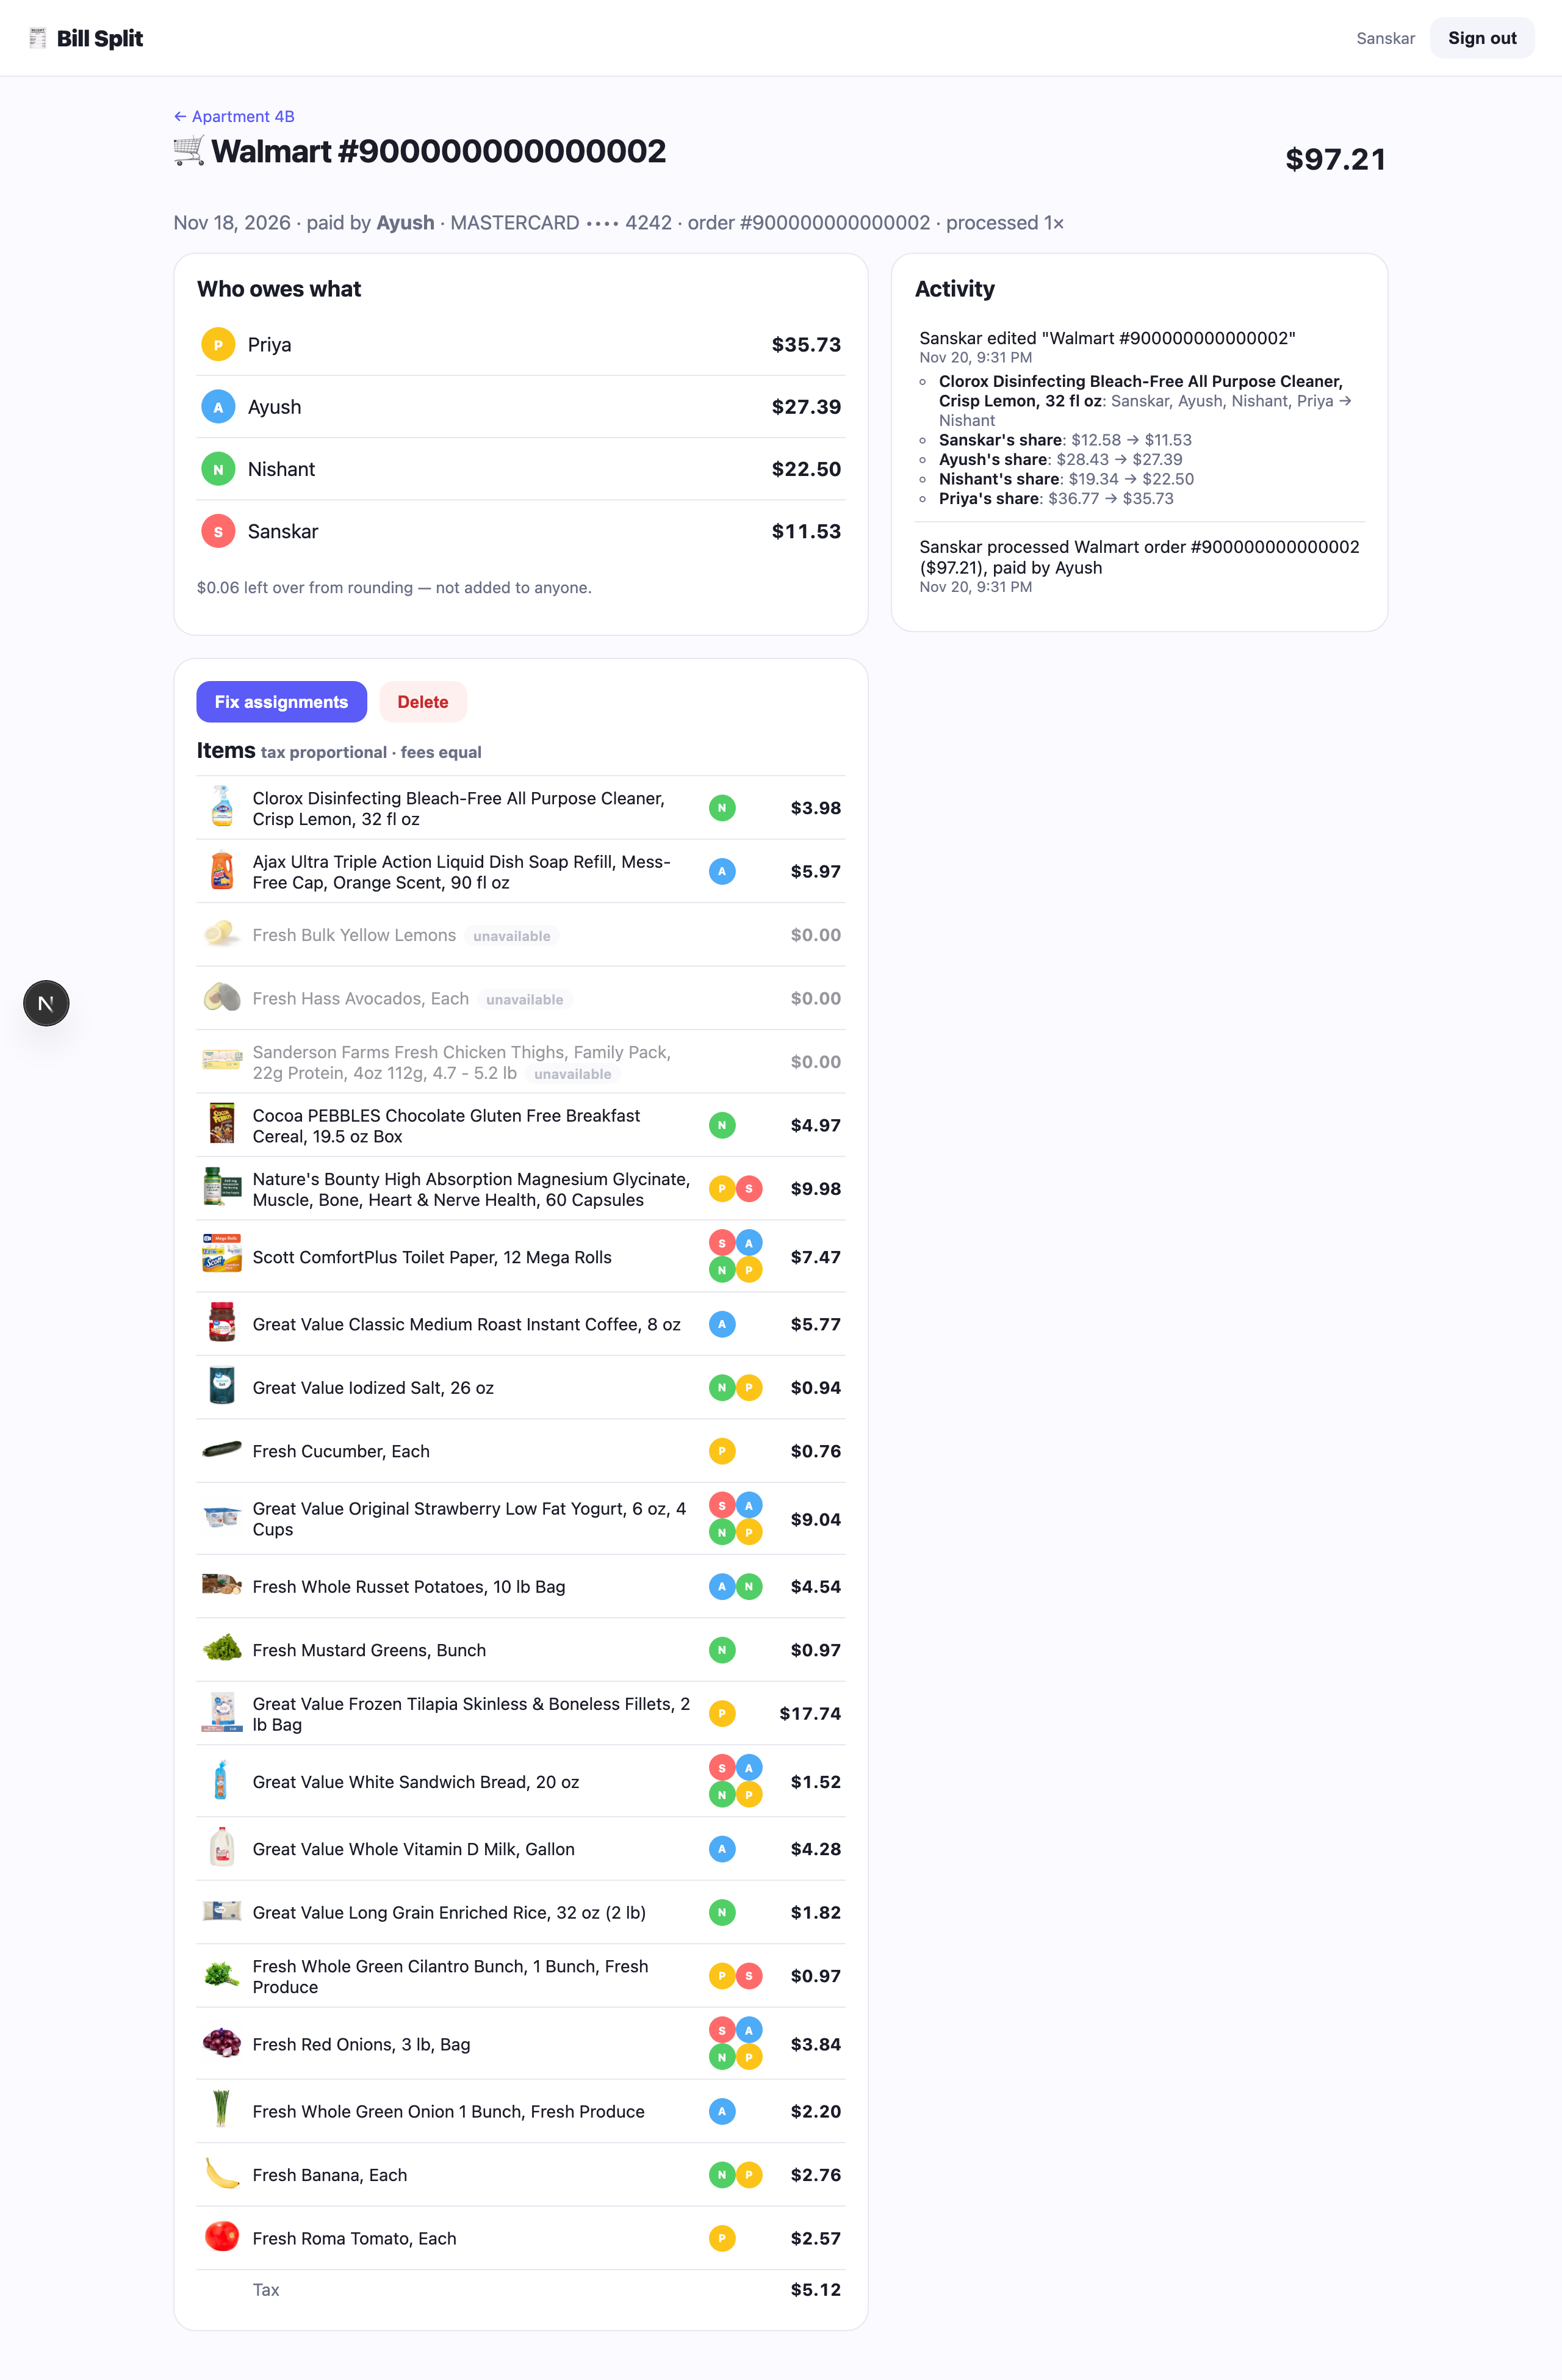 Bill Split
Sanskar
Sign out
← Apartment 4B
Walmart #900000000000002
$97.21
Nov 18, 2026 · paid by Ayush · MASTERCARD •••• 4242 · order #900000000000002 · processed 1×
Who owes what
P Priya $35.73
A Ayush $27.39
N Nishant $22.50
S Sanskar $11.53
$0.06 left over from rounding — not added to anyone.
Activity
Sanskar edited "Walmart #900000000000002"
Nov 20, 9:31 PM
Clorox Disinfecting Bleach-Free All Purpose Cleaner,
Crisp Lemon, 32 fl oz: Sanskar, Ayush, Nishant, Priya →
Nishant
Sanskar's share: $12.58 → $11.53
Ayush's share: $28.43 → $27.39
Nishant's share: $19.34 → $22.50
Priya's share: $36.77 → $35.73
Sanskar processed Walmart order #900000000000002
($97.21), paid by Ayush
Nov 20, 9:31 PM
Fix assignments
Delete
Items tax proportional · fees equal
Clorox Disinfecting Bleach-Free All Purpose Cleaner,
Crisp Lemon, 32 fl oz
N
$3.98
Ajax Ultra Triple Action Liquid Dish Soap Refill, Mess-
Free Cap, Orange Scent, 90 fl oz
A
$5.97
Fresh Bulk Yellow Lemons unavailable
$0.00
Fresh Hass Avocados, Each unavailable
$0.00
Sanderson Farms Fresh Chicken Thighs, Family Pack,
22g Protein, 4oz 112g, 4.7 - 5.2 lb unavailable
$0.00
Cocoa PEBBLES Chocolate Gluten Free Breakfast
Cereal, 19.5 oz Box
N
$4.97
Nature's Bounty High Absorption Magnesium Glycinate,
Muscle, Bone, Heart & Nerve Health, 60 Capsules
P S
$9.98
Scott ComfortPlus Toilet Paper, 12 Mega Rolls
S A
N P
$7.47
Great Value Classic Medium Roast Instant Coffee, 8 oz
A
$5.77
Great Value Iodized Salt, 26 oz
N P
$0.94
Fresh Cucumber, Each
P
$0.76
Great Value Original Strawberry Low Fat Yogurt, 6 oz, 4
Cups
S A
N P
$9.04
Fresh Whole Russet Potatoes, 10 lb Bag
A N
$4.54
Fresh Mustard Greens, Bunch
N
$0.97
Great Value Frozen Tilapia Skinless & Boneless Fillets, 2
lb Bag
P
$17.74
Great Value White Sandwich Bread, 20 oz
S A
N P
$1.52
Great Value Whole Vitamin D Milk, Gallon
A
$4.28
Great Value Long Grain Enriched Rice, 32 oz (2 lb)
N
$1.82
Fresh Whole Green Cilantro Bunch, 1 Bunch, Fresh
Produce
P S
$0.97
Fresh Red Onions, 3 lb, Bag
S A
N P
$3.84
Fresh Whole Green Onion 1 Bunch, Fresh Produce
A
$2.20
Fresh Banana, Each
N P
$2.76
Fresh Roma Tomato, Each
P
$2.57
Tax
$5.12
N